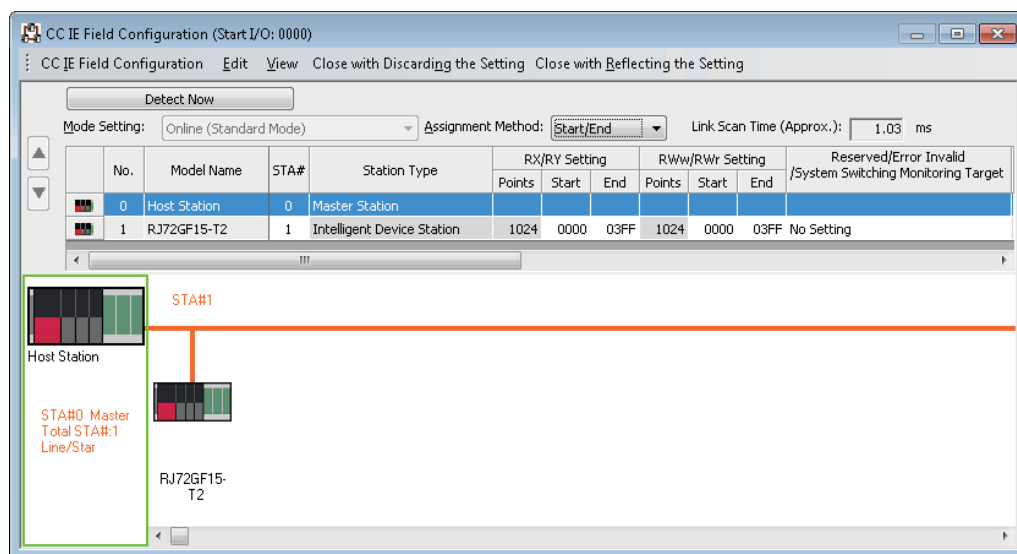 CC IE Field Configuration (Start I/O: 0000)
CC IE Field Configuration Edit View Close with Discarding the Setting Close with Reflecting the Setting
Detect Now
Mode Setting: Online (Standard Mode) Assignment Method: Start/End Link Scan Time (Approx.): 1.03 ms
No. Model Name STA# Station Type RX/RY Setting RWw/RWr Setting Reserved/Error Invalid
/System Switching Monitoring Target
Points Start End Points Start End
0 Host Station 0 Master Station
1 RJ72GF15-T2 1 Intelligent Device Station 1024 0000 03FF 1024 0000 03FF No Setting
STA#1
Host Station
STA#0 Master
Total STA#:1
Line/Star
RJ72GF15-
T2